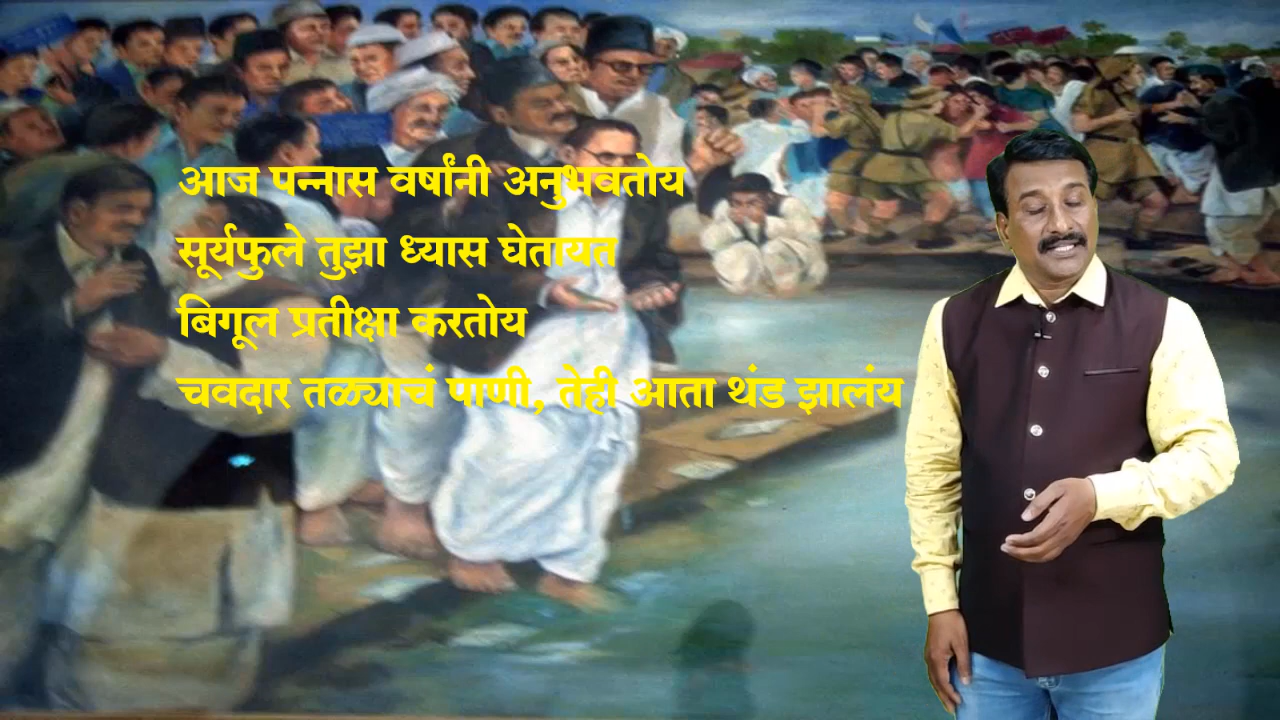 आज पन्नास वर्षांनी अनुभवतोय
सूर्यफुले तुझा ध्यास घेतायत
बिगूल प्रतीक्षा करतोय
चवदार तळ्याचं पाणी, तेही आता थंड झालंय